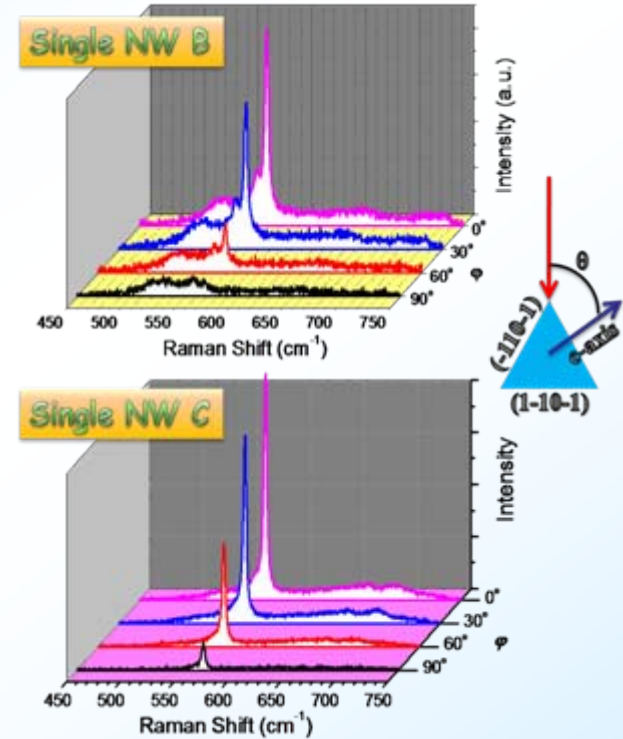 Single NW B
Intensity (a.u.)
0°
30°
60°
90°
φ
450 500 550 600 650 700 750
Raman Shift (cm⁻¹)
θ
c-axis
(-110-1)
(1-10-1)
Single NW C
Intensity
0°
30°
60°
90°
φ
450 500 550 600 650 700 750
Raman Shift (cm⁻¹)